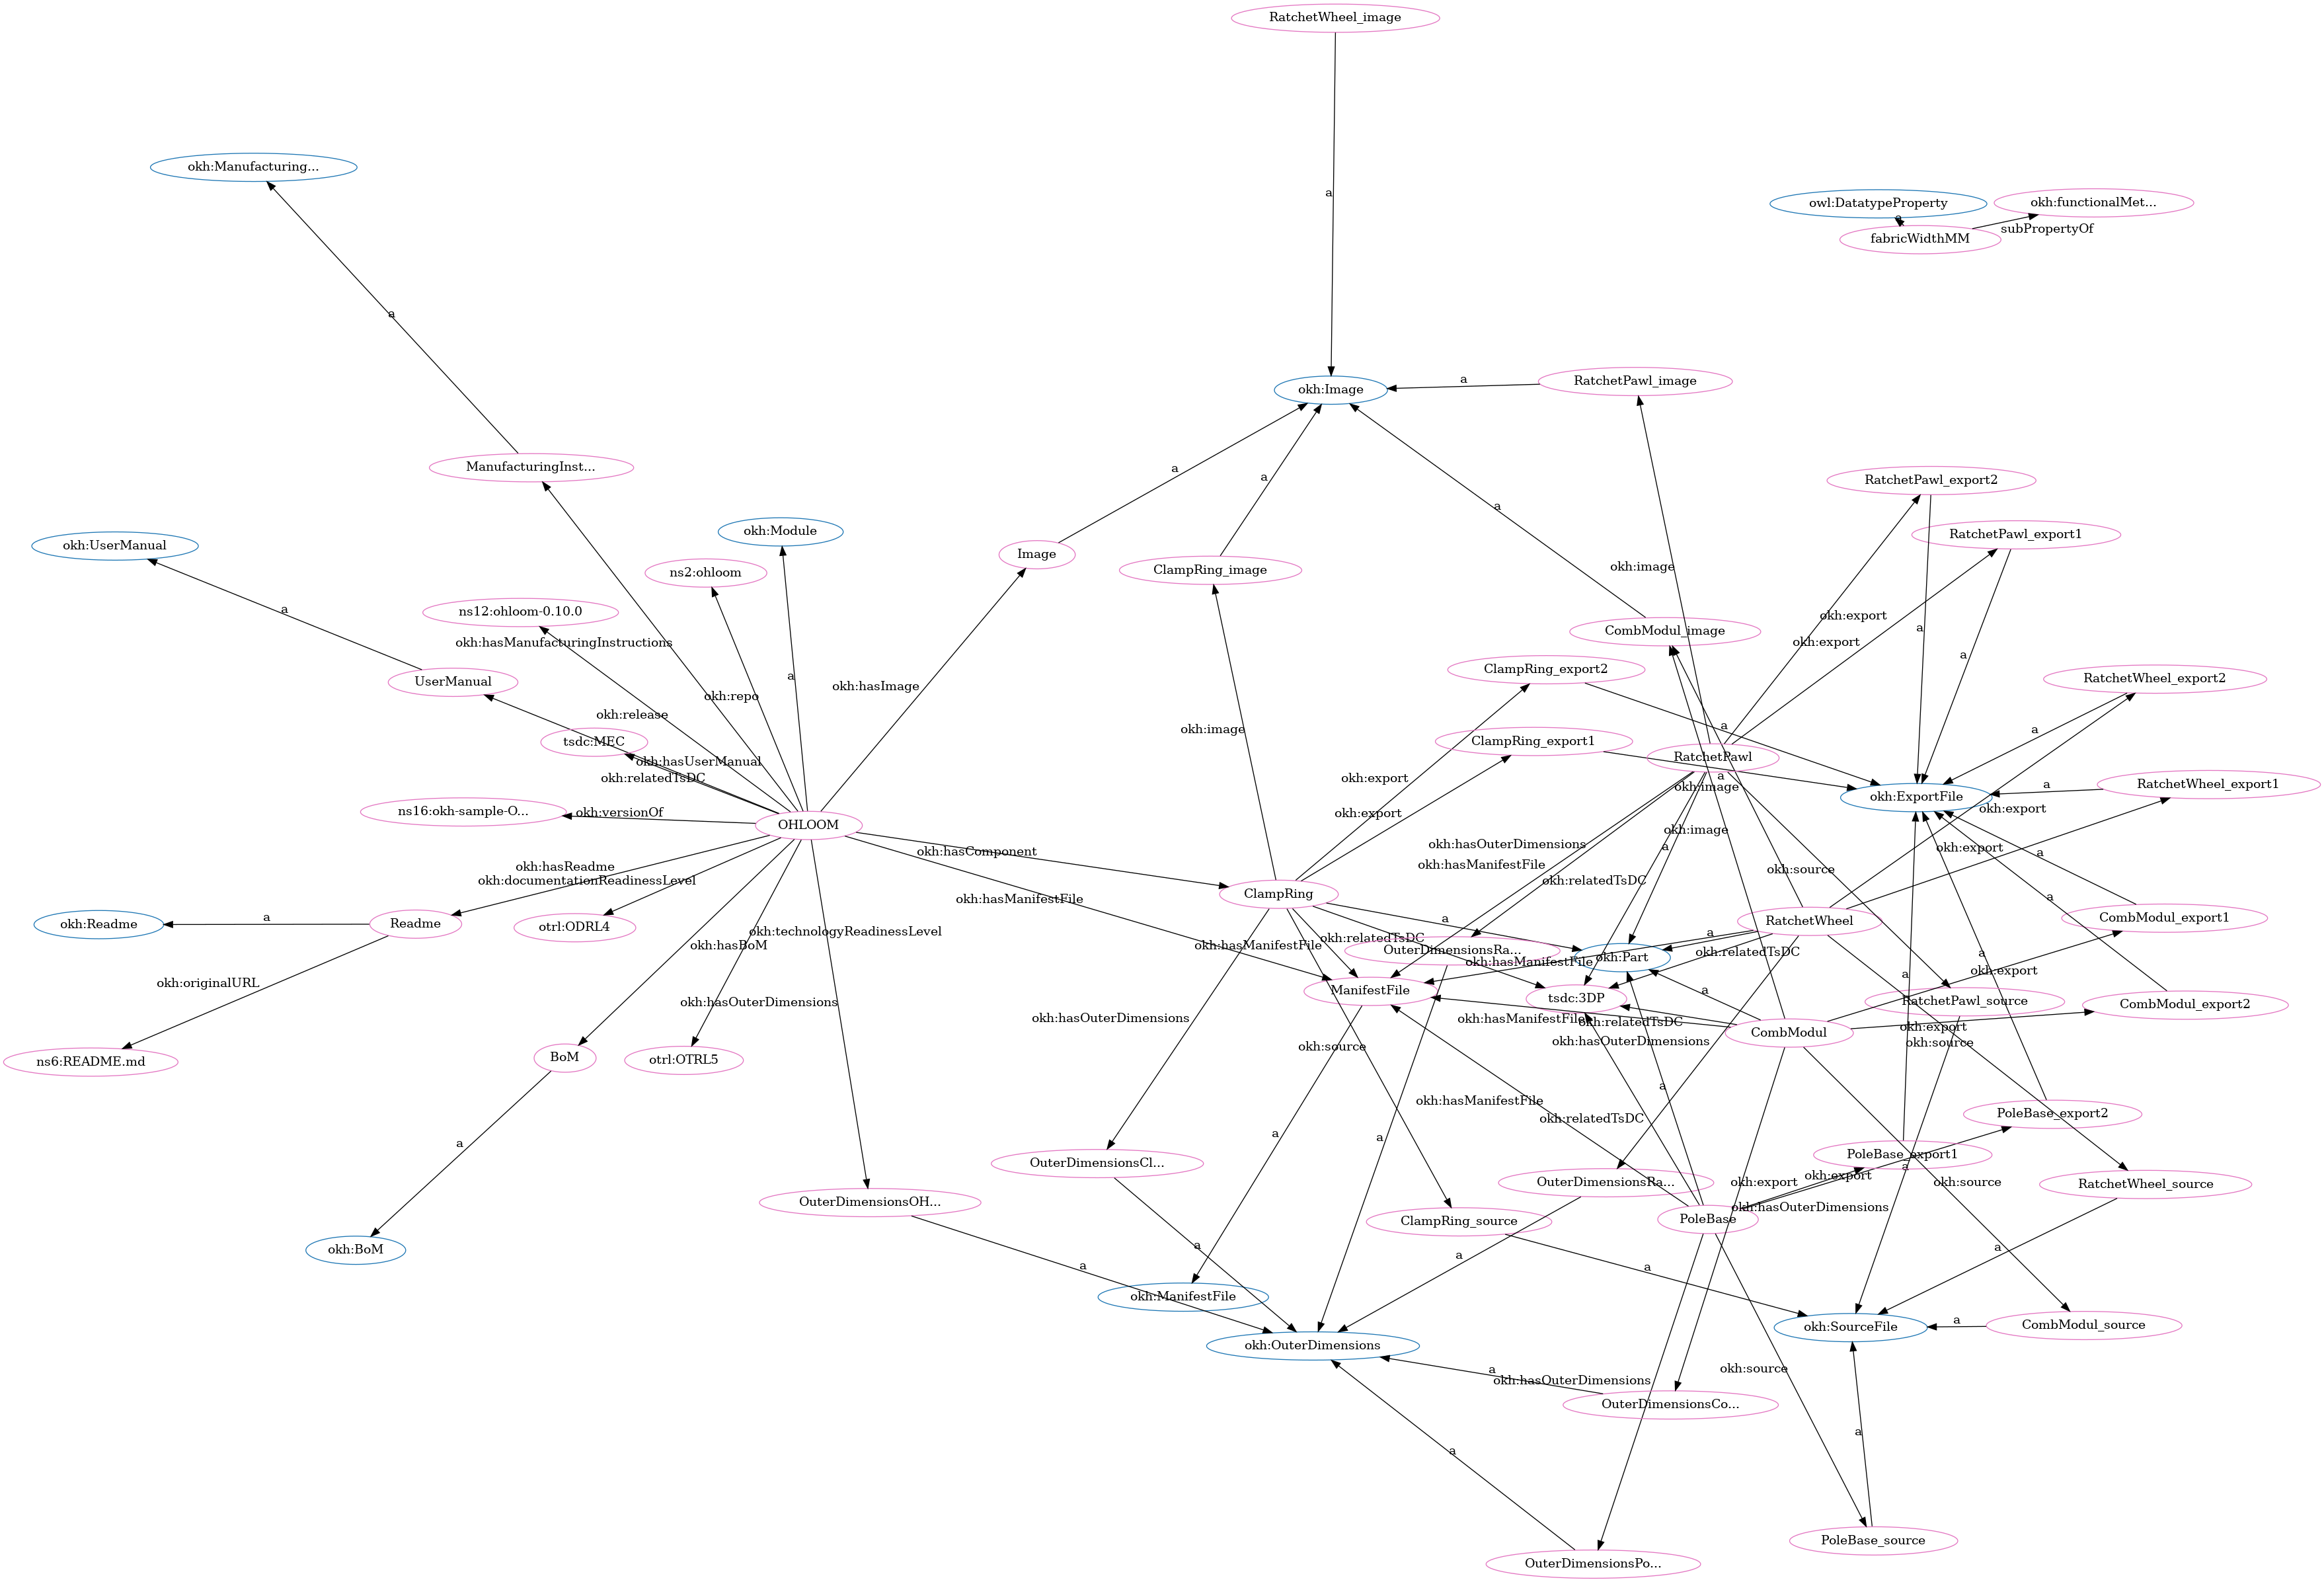 RatchetWheel_image
okh:Manufacturing...
a
owl:DatatypeProperty
okh:functionalMet...
a
subPropertyOf
fabricWidthMM
a
okh:Image
a
RatchetPawl_image
ManufacturingInst...
a
a
a
RatchetPawl_export2
okh:Module
RatchetPawl_export1
okh:UserManual
Image
ns2:ohloom
ClampRing_image
okh:image
a
ns12:ohloom-0.10.0
okh:export
a
okh:hasManufacturingInstructions
CombModul_image
okh:export
a
ClampRing_export2
UserManual
a
okh:hasImage
okh:repo
RatchetWheel_export2
okh:release
okh:image
a
a
tsdc:MEC
ClampRing_export1
RatchetPawl
okh:hasUserManual
okh:relatedTsDC
okh:export
a
okh:image
a
RatchetWheel_export1
okh:ExportFile
okh:export
ns16:okh-sample-O...
okh:versionOf
OHLOOM
okh:export
okh:image
okh:hasComponent
okh:hasOuterDimensions
a
okh:export
a
okh:hasReadme
okh:hasManifestFile
okh:source
okh:documentationReadinessLevel
okh:relatedTsDC
ClampRing
okh:hasManifestFile
a
okh:Readme
a
Readme
otrl:ODRL4
okh:technologyReadinessLevel
a
RatchetWheel
CombModul_export1
okh:hasBoM
okh:hasManifestFile
okh:relatedTsDC
a
OuterDimensionsRa...
okh:Part
okh:relatedTsDC
a
okh:hasManifestFile
okh:originalURL
ManifestFile
a
okh:export
a
okh:hasOuterDimensions
tsdc:3DP
RatchetPawl_source
CombModul_export2
okh:hasOuterDimensions
okh:hasManifestFile
okh:relatedTsDC
CombModul
okh:export
okh:source
okh:hasOuterDimensions
okh:source
ns6:README.md
BoM
otrl:OTRL5
a
okh:hasManifestFile
okh:relatedTsDC
PoleBase_export2
a
a
a
PoleBase_export1
OuterDimensionsCl...
a
okh:export
okh:export
OuterDimensionsRa...
okh:source
RatchetWheel_source
OuterDimensionsOH...
okh:hasOuterDimensions
ClampRing_source
PoleBase
okh:BoM
a
a
a
a
a
okh:ManifestFile
okh:SourceFile
a
CombModul_source
okh:OuterDimensions
a
okh:hasOuterDimensions
okh:source
OuterDimensionsCo...
a
a
PoleBase_source
OuterDimensionsPo...